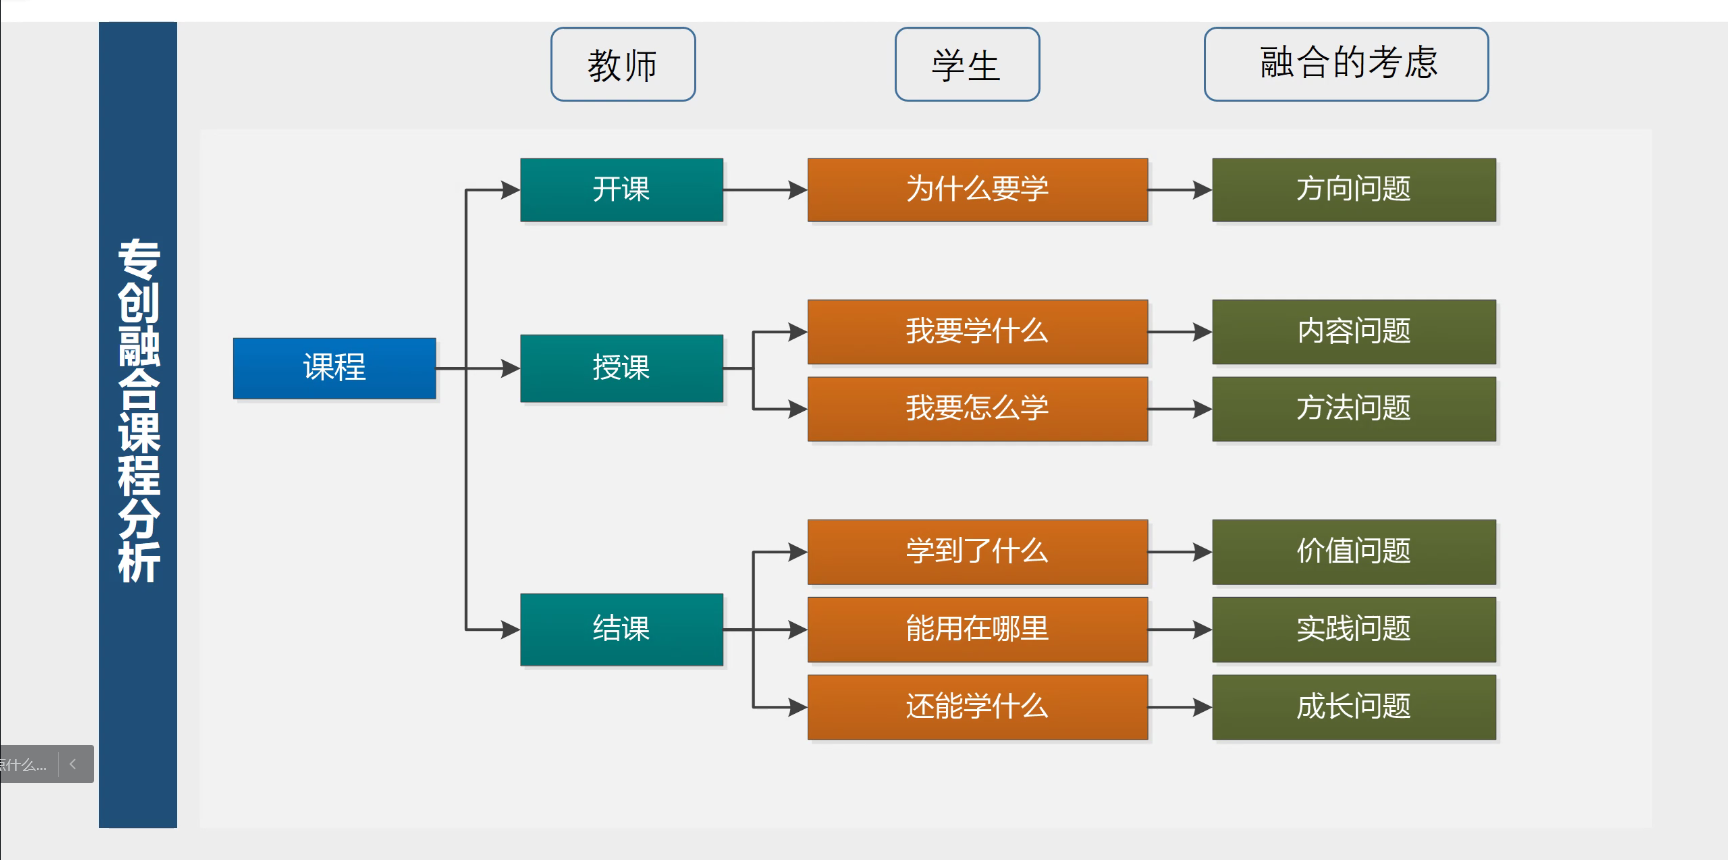 专创融合课程分析
教师
学生
融合的考虑
课程
开课
为什么要学
方向问题
授课
我要学什么
内容问题
我要怎么学
方法问题
结课
学到了什么
价值问题
能用在哪里
实践问题
还能学什么
成长问题
什么...